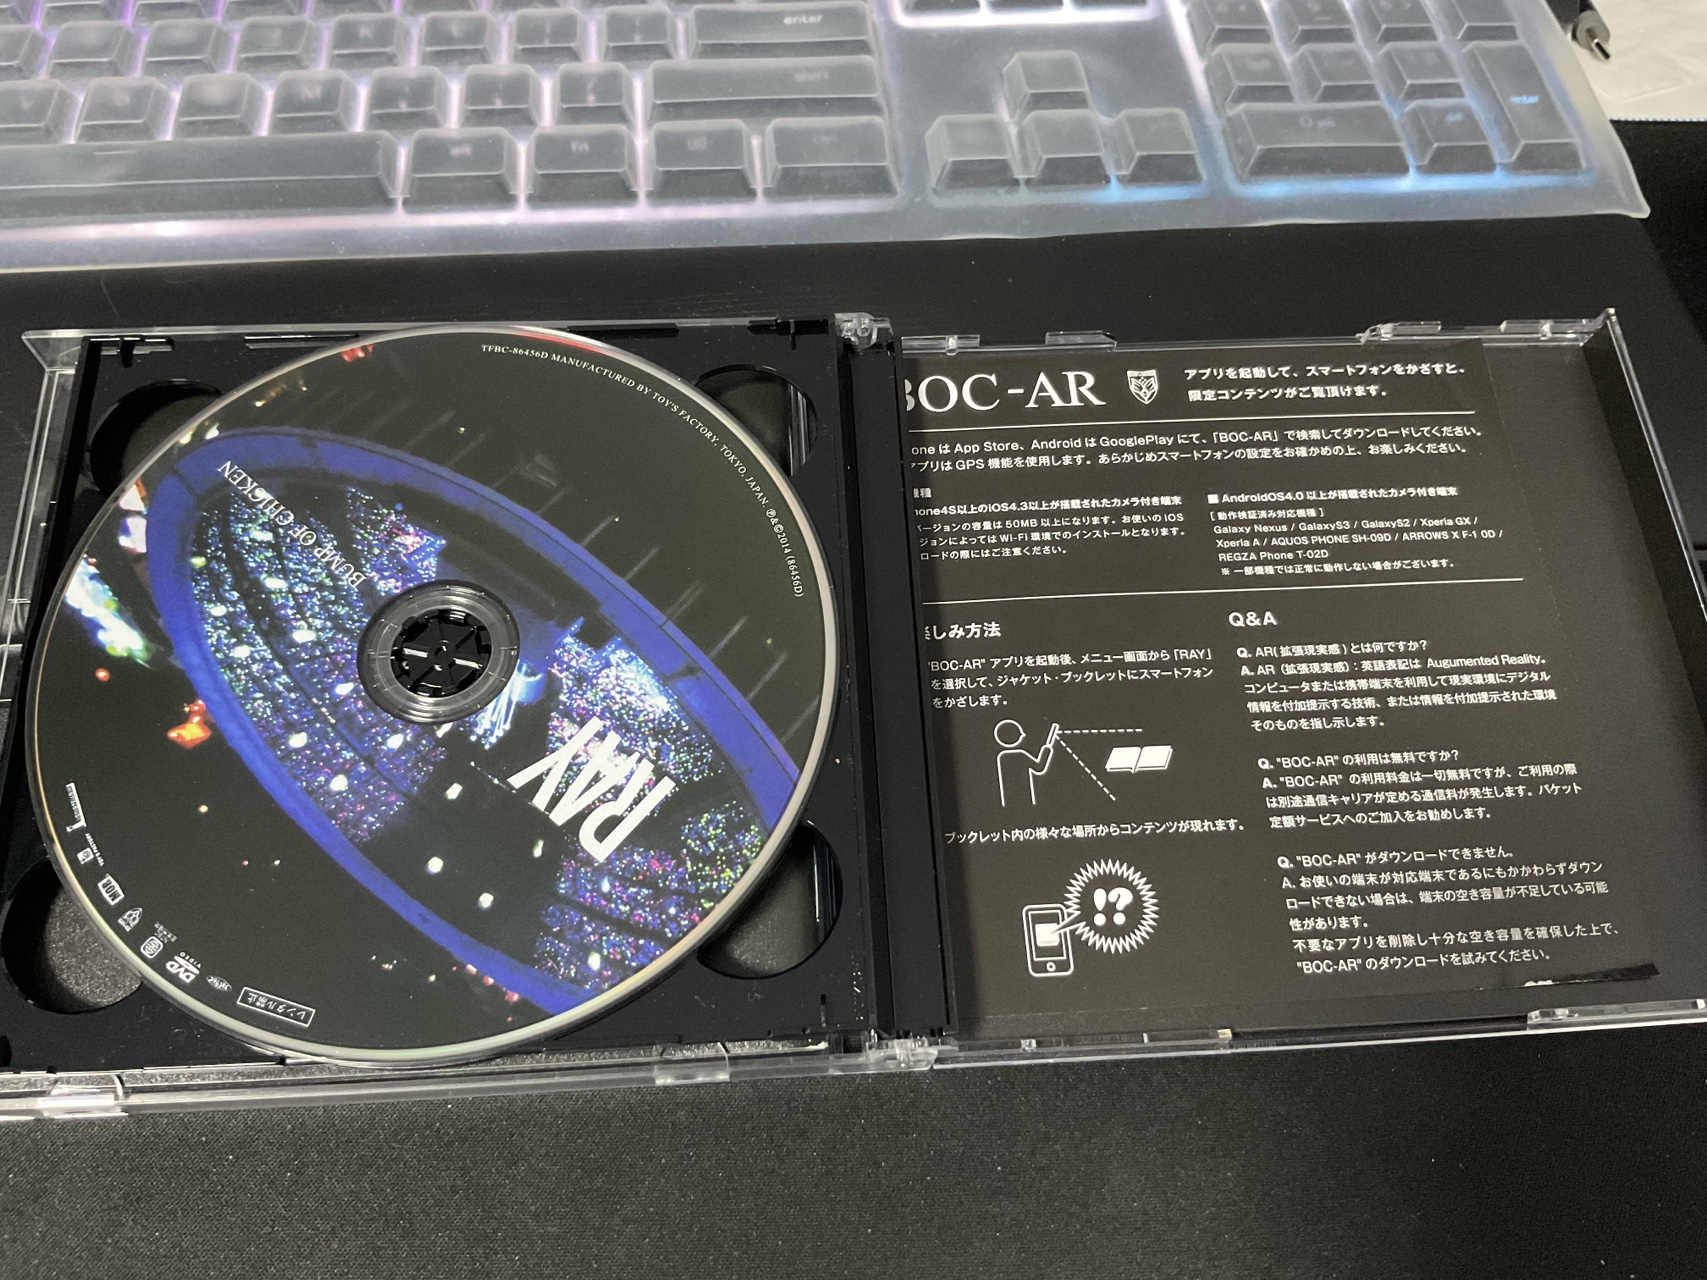 enter
shift
alt
fn
enter
TFBC-86456D MANUFACTURED BY TOY'S FACTORY, TOKYO, JAPAN. ℗&©2014 (86456D)
BUMP OF CHICKEN
RAY
DVD
VIDEO
レンタル禁止
BOC-AR
アプリを起動して、スマートフォンをかざすと、
限定コンテンツがご覧頂けます。
oneは App Store、Android は GooglePlay にて、「BOC-AR」で検索してダウンロードしてください。
アプリは GPS 機能を使用します。あらかじめスマートフォンの設定をお確かめの上、お楽しみください。
機種
hone4S以上のiOS4.3以上が搭載されたカメラ付き端末
バージョンの容量は 50MB 以上になります。お使いの iOS
ジョンによっては Wi-Fi 環境でのインストールとなります。
ロードの際にはご注意ください。
■ AndroidOS4.0 以上が搭載されたカメラ付き端末
[ 動作検証済み対応機種 ]
Galaxy Nexus / GalaxyS3 / GalaxyS2 / Xperia GX /
Xperia A / AQUOS PHONE SH-09D / ARROWS X F-1 0D /
REGZA Phone T-02D
※ 一部機種では正常に動作しない場合がございます。
楽しみ方法
"BOC-AR" アプリを起動後、メニュー画面から「RAY」
を選択して、ジャケット・ブックレットにスマートフォン
をかざします。
ブックレット内の様々な場所からコンテンツが現れます。
!?
Q&A
Q. AR( 拡張現実感 ) とは何ですか?
A. AR（拡張現実感）: 英語表記は Augumented Reality。
コンピュータまたは携帯端末を利用して現実環境にデジタル
情報を付加提示する技術、または情報を付加提示された環境
そのものを指し示します。
Q. "BOC-AR" の利用は無料ですか?
A. "BOC-AR" の利用料金は一切無料ですが、ご利用の際
は別途通信キャリアが定める通信料が発生します。パケット
定額サービスへのご加入をお勧めします。
Q. "BOC-AR" がダウンロードできません。
A. お使いの端末が対応端末であるにもかかわらずダウン
ロードできない場合は、端末の空き容量が不足している可能
性があります。
不要なアプリを削除し十分な空き容量を確保した上で、
"BOC-AR" のダウンロードを試みてください。